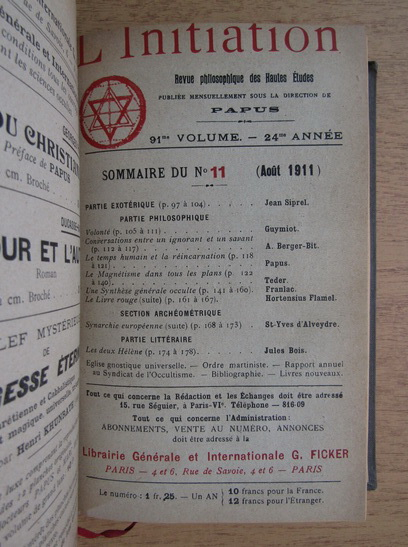 L'Initiation
Revue philosophique des Hautes Études
PUBLIÉE MENSUELLEMENT SOUS LA DIRECTION DE
PAPUS
91me VOLUME. — 24me ANNÉE
SOMMAIRE DU No 11 (Août 1911)
PARTIE EXOTÉRIQUE (p. 97 à 104) . . . . Jean Siprel.
PARTIE PHILOSOPHIQUE
Volonté (p. 105 à 111) . . . . Guymiot.
Conversations entre un ignorant et un savant
(p. 112 à 117) . . . . A. Berger-Bit.
Le temps humain et la réincarnation (p. 118
à 121) . . . . Papus.
Le Magnétisme dans tous les plans (p. 122
à 140) . . . . Teder.
Une Synthèse générale occulte (p. 141 à 160). Franlac.
Le Livre rouge (suite) (p. 161 à 167). Hortensius Flamel.
SECTION ARCHÉOMÉTRIQUE
Synarchie européenne (suite) (p. 168 à 173) . St-Yves d'Alveydre.
PARTIE LITTÉRAIRE
Les deux Hélène (p. 174 à 178). . . . Jules Bois.
Eglise gnostique universelle. — Ordre martiniste. — Rapport annuel
au Syndicat de l'Occultisme. — Bibliographie. — Livres nouveaux.
Tout ce qui concerne la Rédaction et les Échanges doit être adressé
15, rue Séguier, à Paris-VIe. Téléphone — 816-09
Tout ce qui concerne l'Administration:
ABONNEMENTS, VENTE AU NUMÉRO, ANNONCES
doit être adressé à la
Librairie Générale et Internationale G. FICKER
PARIS — 4 et 6, Rue de Savoie, 4 et 6 — PARIS
Le numéro : 1 fr. 25. — Un AN { 10 francs pour la France.
12 francs pour l'Étranger.
DU CHRISTI
Préface de PAPUS
cm. Broché
OUR ET L'A
Roman
cm. Broché
LEF MYSTÉRIE
DE
GESSE ÉTER
par Henri KHUNRATH